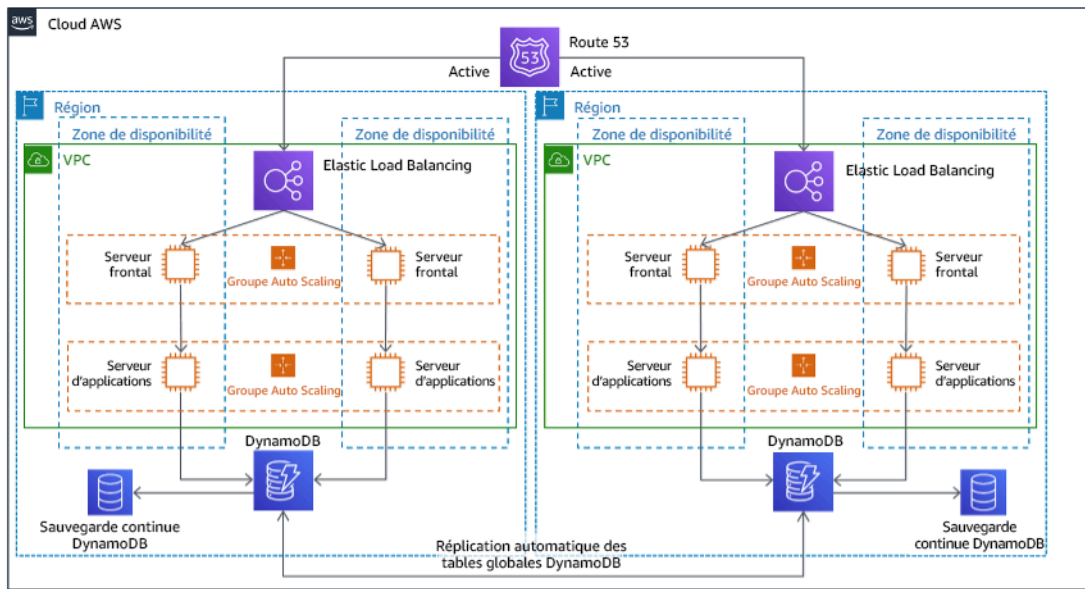 aws
Cloud AWS
53
Route 53
Active
Active
Région
Zone de disponibilité
Zone de disponibilité
VPC
Elastic Load Balancing
Serveur
frontal
Groupe Auto Scaling
Serveur
frontal
Serveur
d'applications
Groupe Auto Scaling
Serveur
d'applications
DynamoDB
Sauvegarde continue
DynamoDB
Région
Zone de disponibilité
Zone de disponibilité
VPC
Elastic Load Balancing
Serveur
frontal
Groupe Auto Scaling
Serveur
frontal
Serveur
d'applications
Groupe Auto Scaling
Serveur
d'applications
DynamoDB
Sauvegarde
continue DynamoDB
Réplication automatique des
tables globales DynamoDB